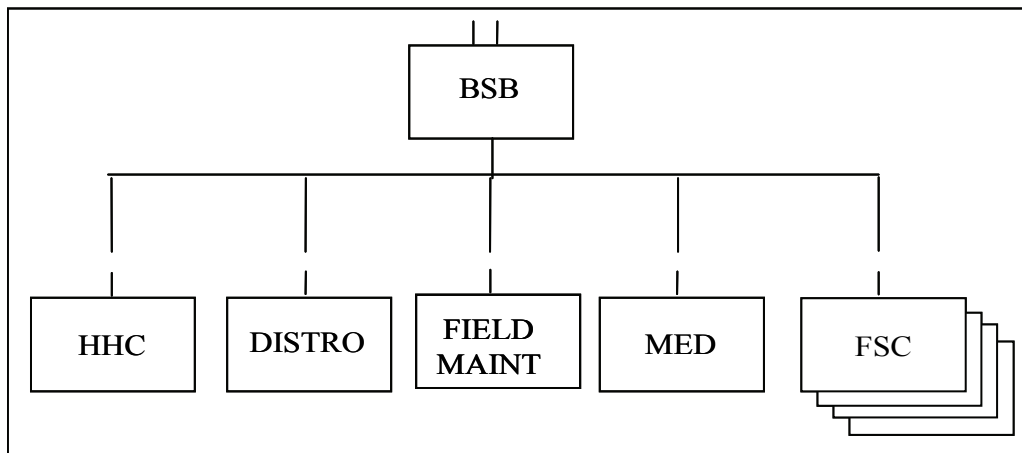 BSB
HHC
DISTRO
FIELD
MAINT
MED
FSC